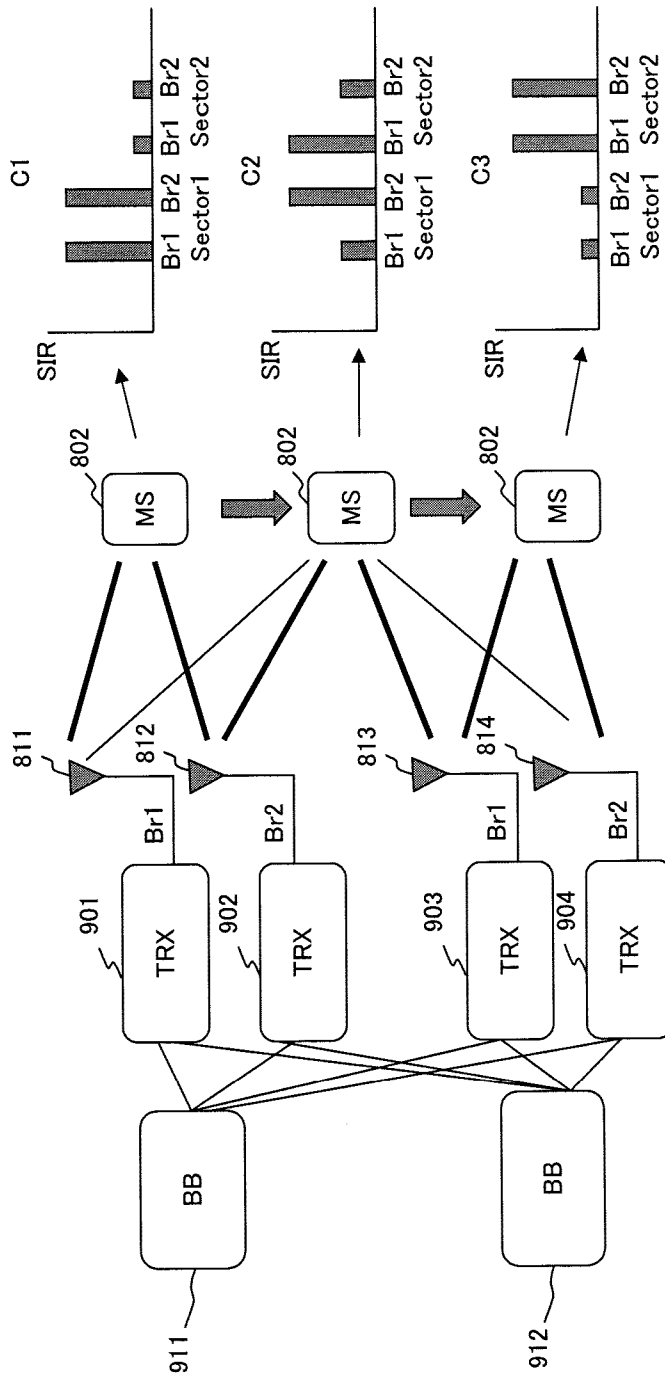 911
BB
912
BB
901
TRX
902
TRX
903
TRX
904
TRX
Br1
811
Br2
812
Br1
813
Br2
814
802
MS
802
MS
802
MS
C1
SIR
Br1 Br2 Br1 Br2
Sector1 Sector2
C2
SIR
Br1 Br2 Br1 Br2
Sector1 Sector2
C3
SIR
Br1 Br2 Br1 Br2
Sector1 Sector2